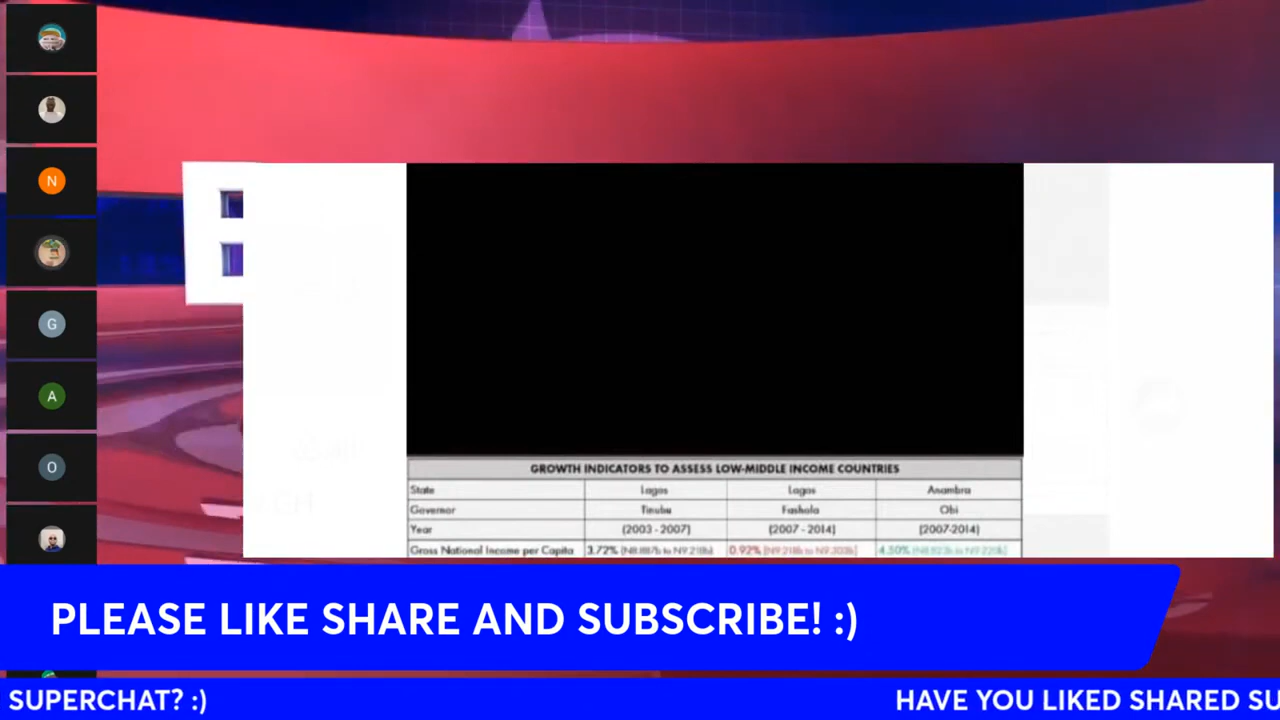 N
G
A
O
GROWTH INDICATORS TO ASSESS LOW-MIDDLE INCOME COUNTRIES
State Lagos Lagos Anambra
Governor Tinubu Fashola Obi
Year (2003 - 2007) (2007 - 2014) (2007-2014)
Gross National Income per Capita 3.72% 0.92% 4.50%
PLEASE LIKE SHARE AND SUBSCRIBE! :)
SUPERCHAT? :) HAVE YOU LIKED SHARED SU